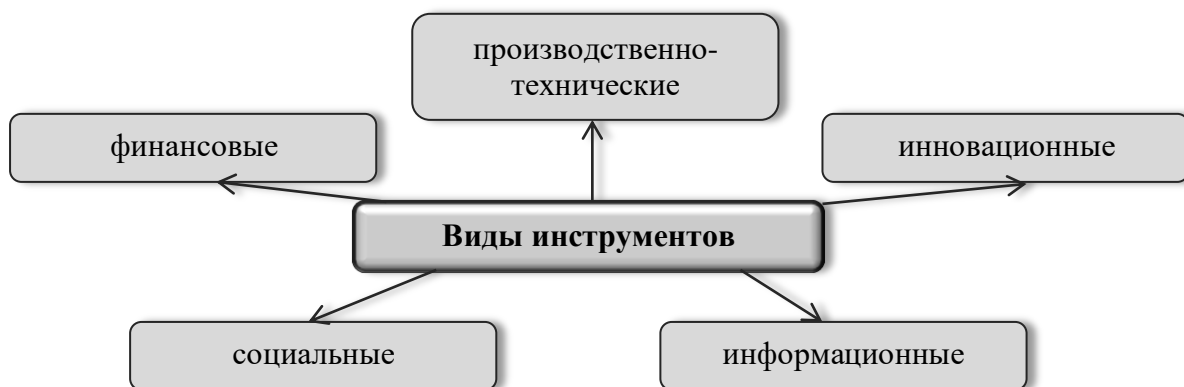 производственно-
технические
финансовые
инновационные
Виды инструментов
социальные
информационные